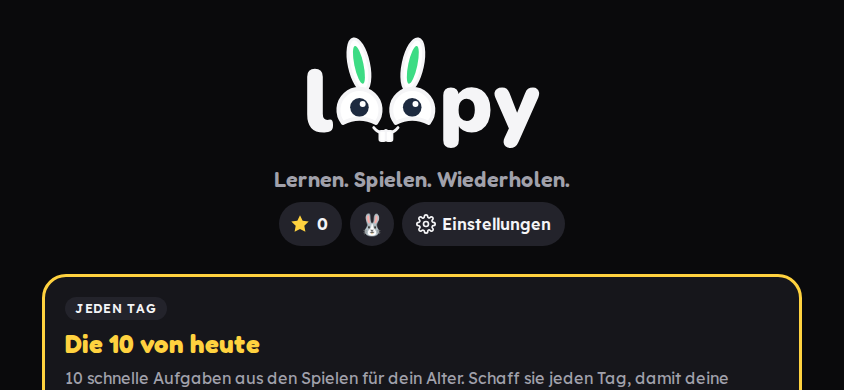 loopy
Lernen. Spielen. Wiederholen.
0
Einstellungen
JEDEN TAG
Die 10 von heute
10 schnelle Aufgaben aus den Spielen für dein Alter. Schaff sie jeden Tag, damit deine